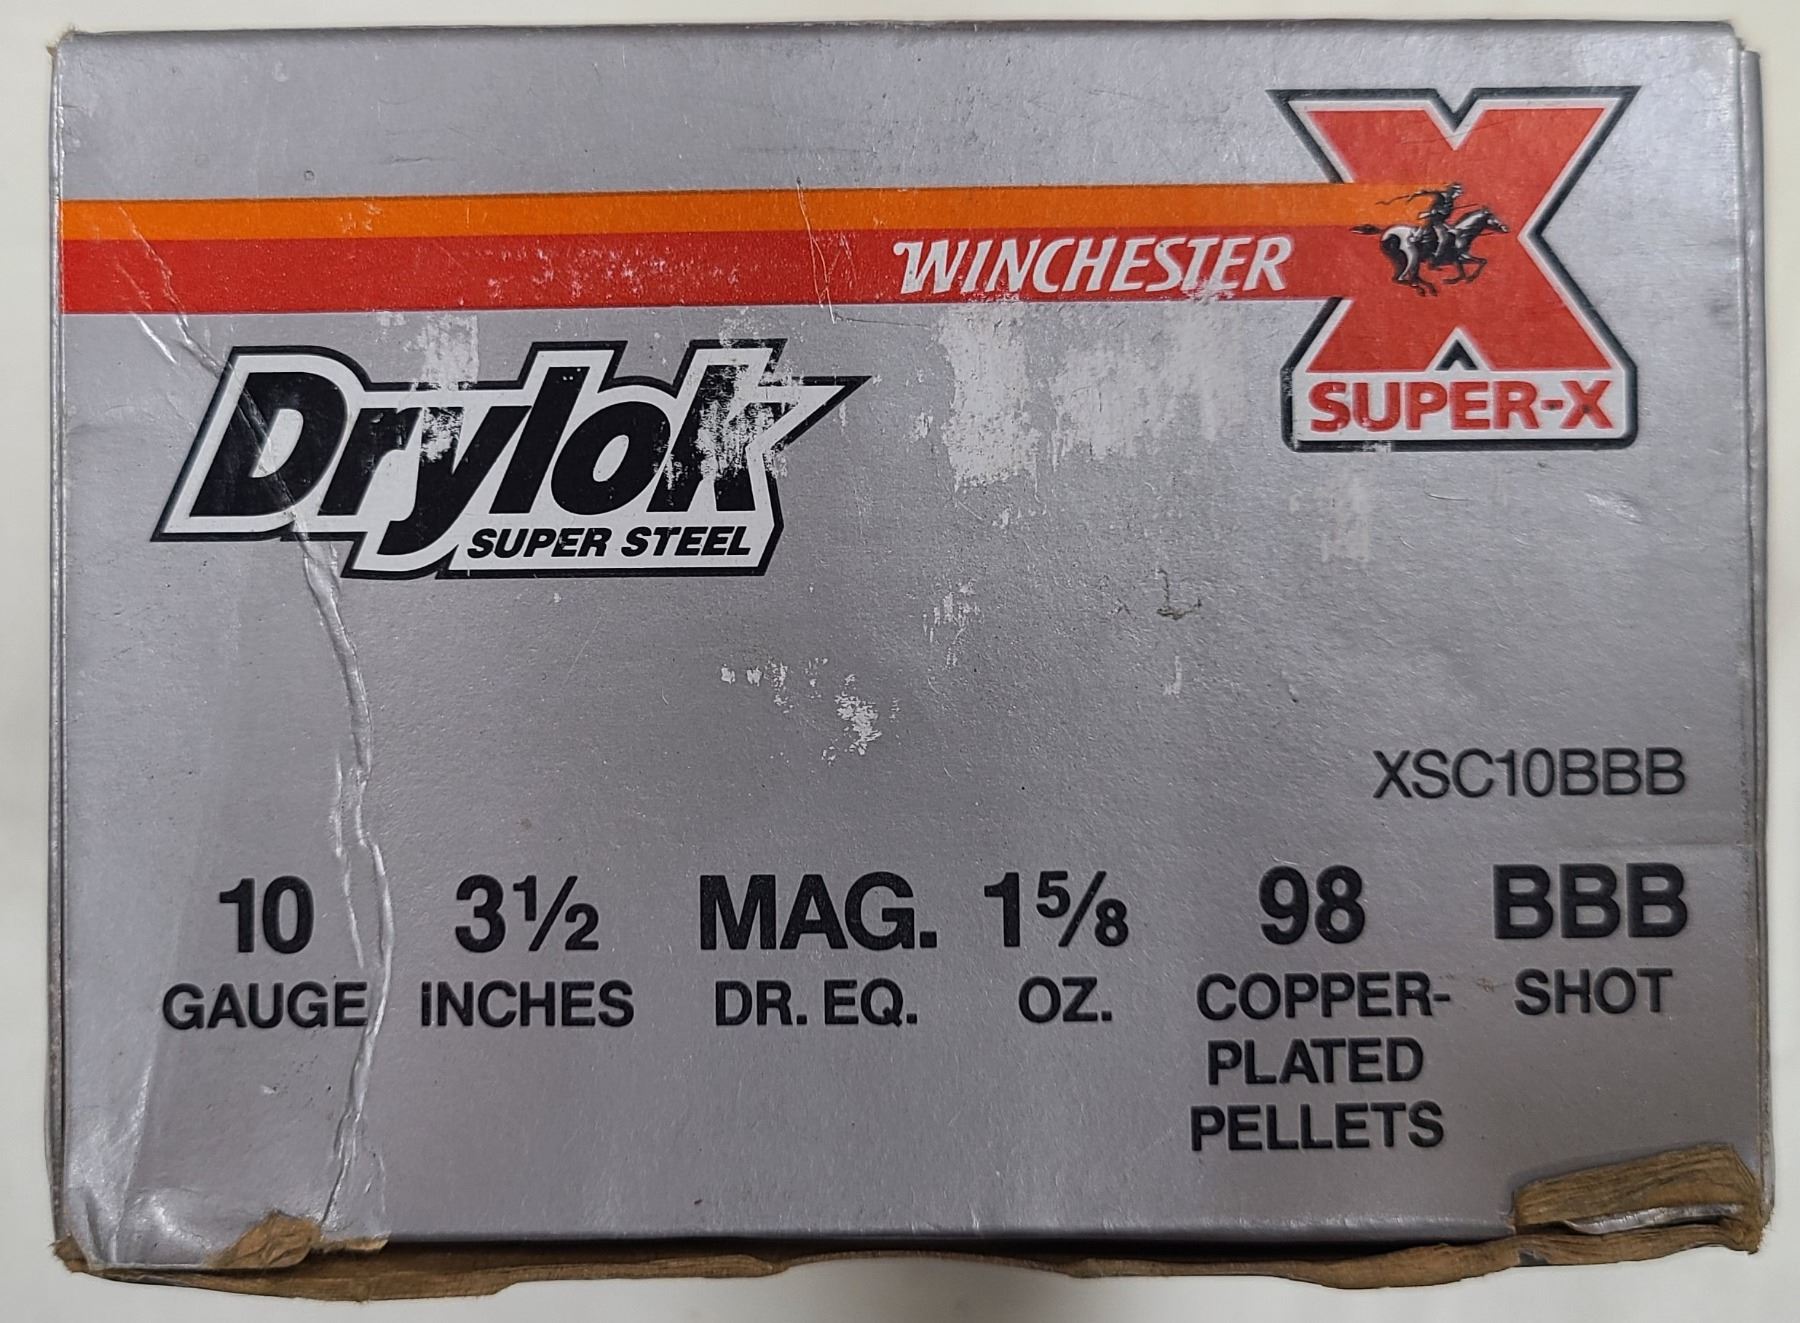 WINCHESTER
X
SUPER-X
Drylok
SUPER STEEL
XSC10BBB
10 3½ MAG. 1⅝ 98 BBB
GAUGE INCHES DR. EQ. OZ. COPPER- SHOT
PLATED
PELLETS